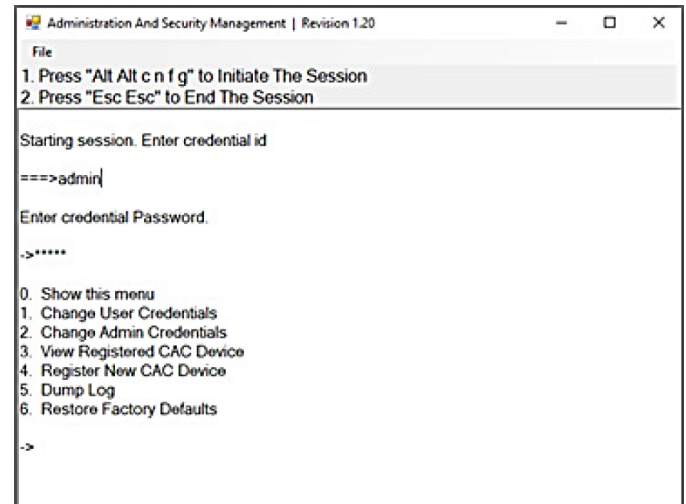 Administration And Security Management | Revision 1.20
File
1. Press "Alt Alt c n f g" to Initiate The Session
2. Press "Esc Esc" to End The Session
Starting session. Enter credential id
===>admin
Enter credential Password.
->*****
0. Show this menu
1. Change User Credentials
2. Change Admin Credentials
3. View Registered CAC Device
4. Register New CAC Device
5. Dump Log
6. Restore Factory Defaults
->